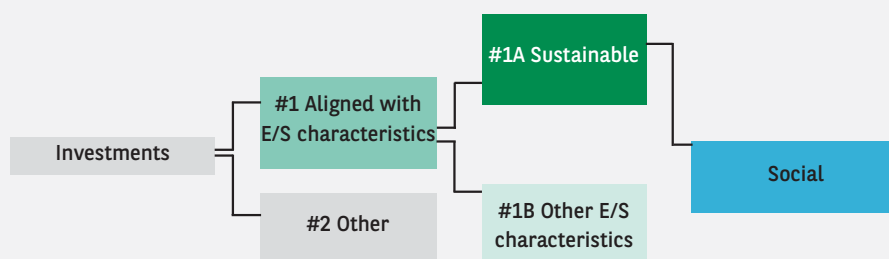 Investments
#1 Aligned with
E/S characteristics
#2 Other
#1A Sustainable
#1B Other E/S
characteristics
Social